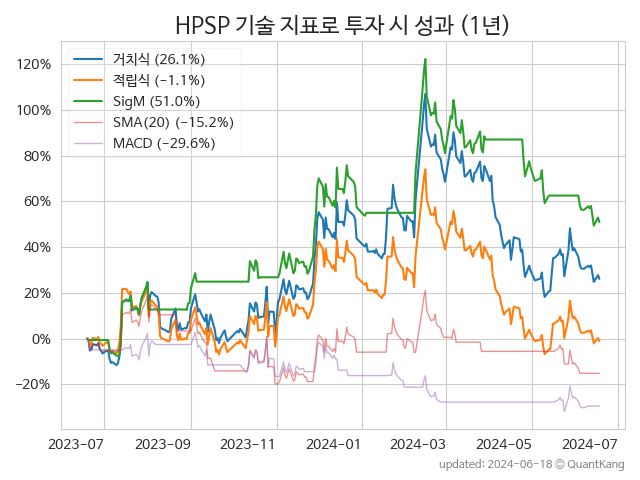 HPSP 기술 지표로 투자 시 성과 (1년)
거치식 (26.1%)
적립식 (−1.1%)
SigM (51.0%)
SMA(20) (−15.2%)
MACD (−29.6%)
120%
100%
80%
60%
40%
20%
0%
−20%
2023-07 2023-09 2023-11 2024-01 2024-03 2024-05 2024-07
updated: 2024-06-18 ⓒ QuantKang